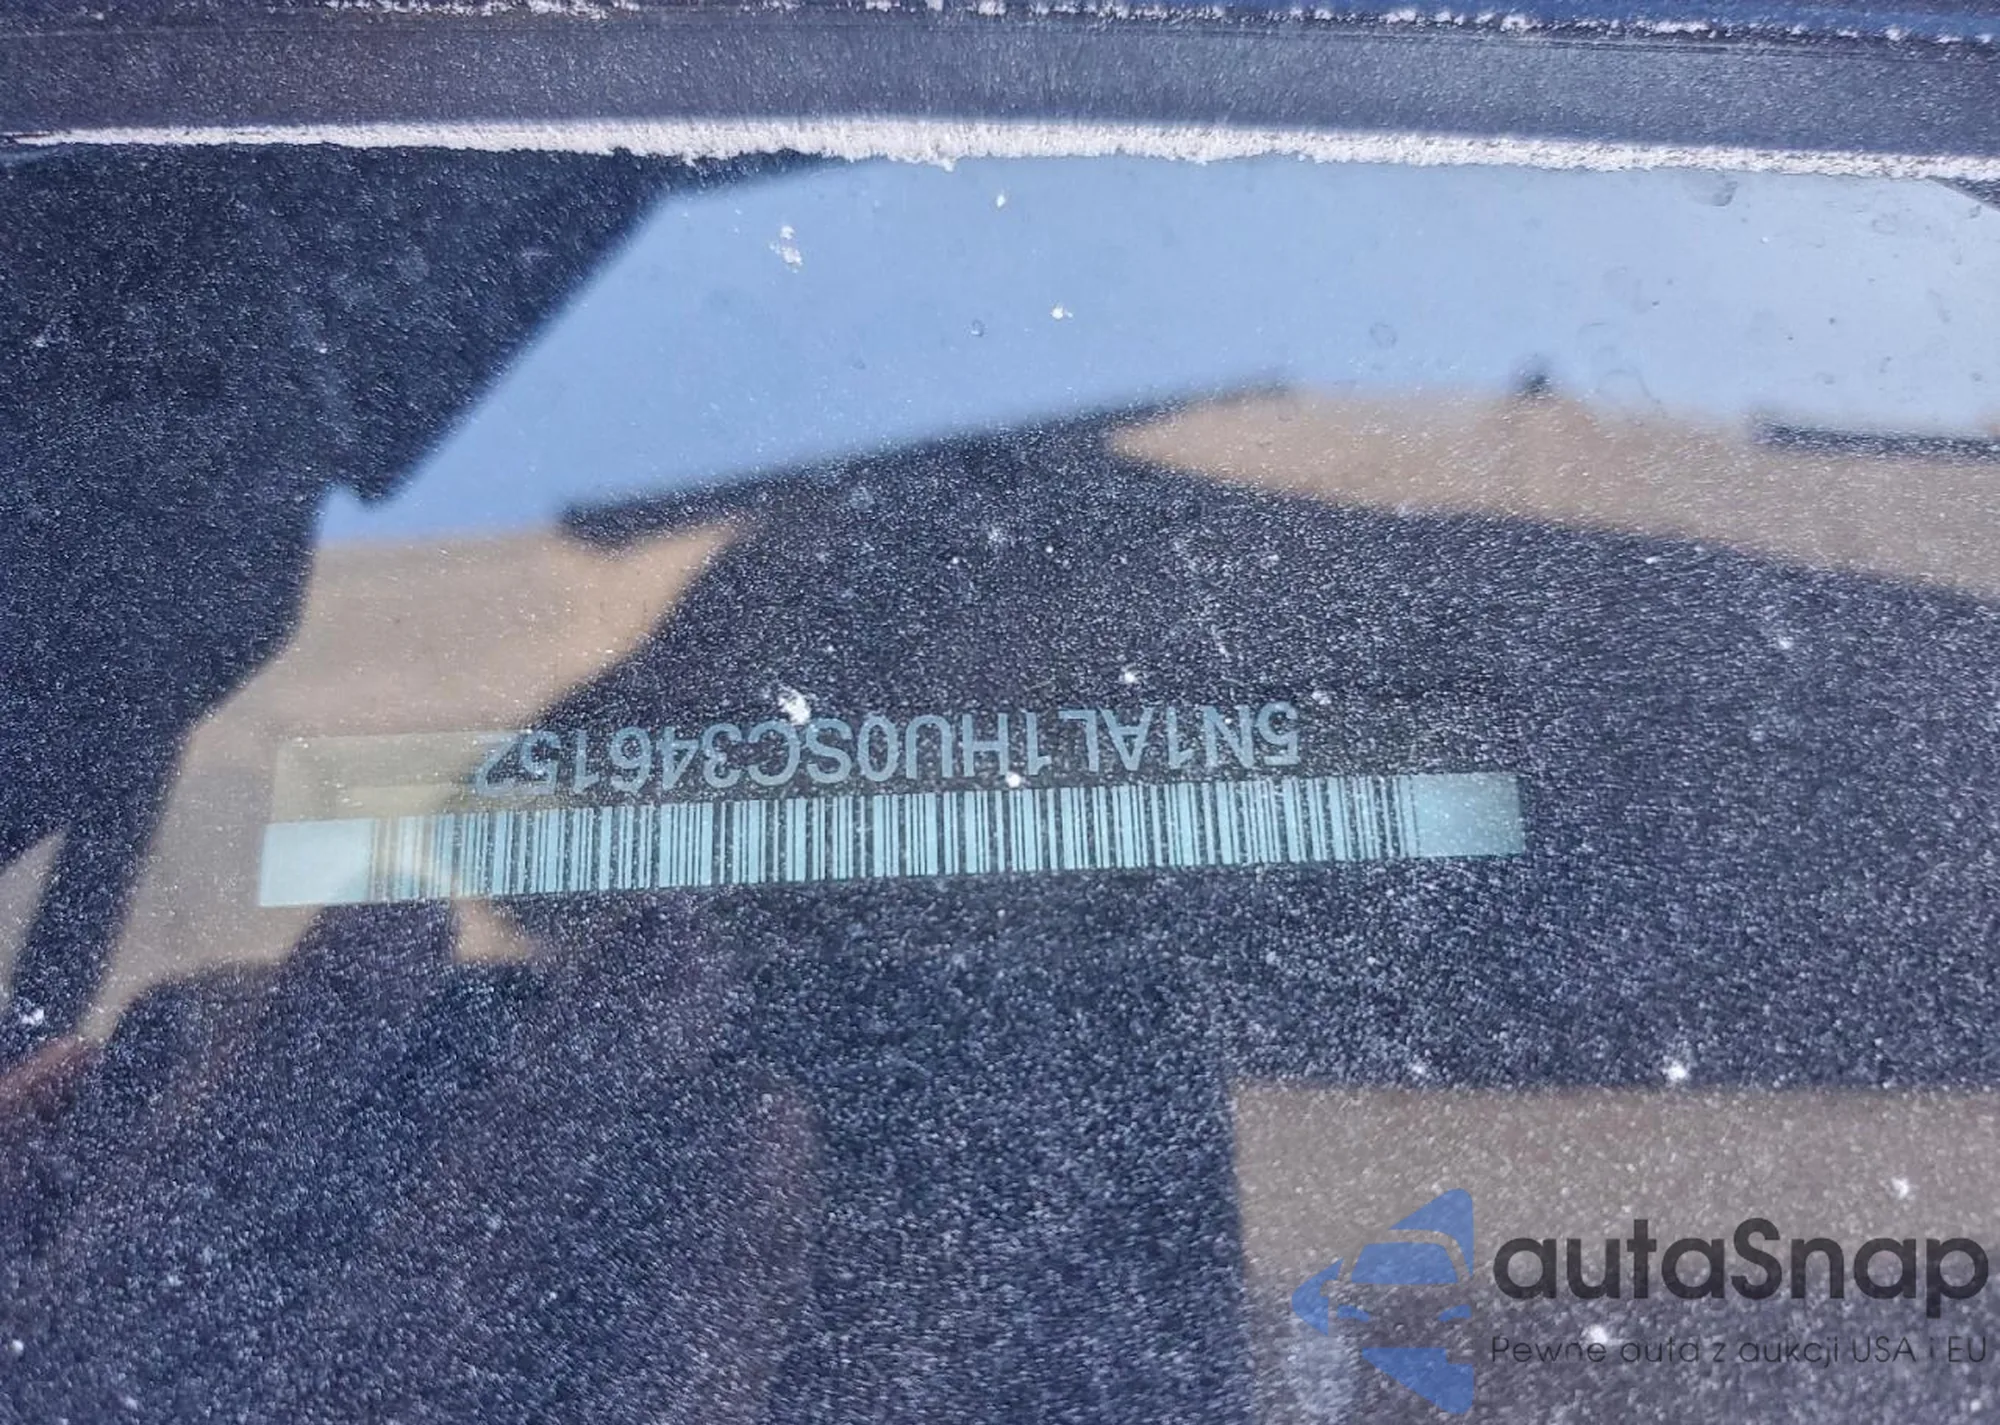 5N1AL1HU0SC346152
autaSnap
Pewne auta z aukcji USA i EU